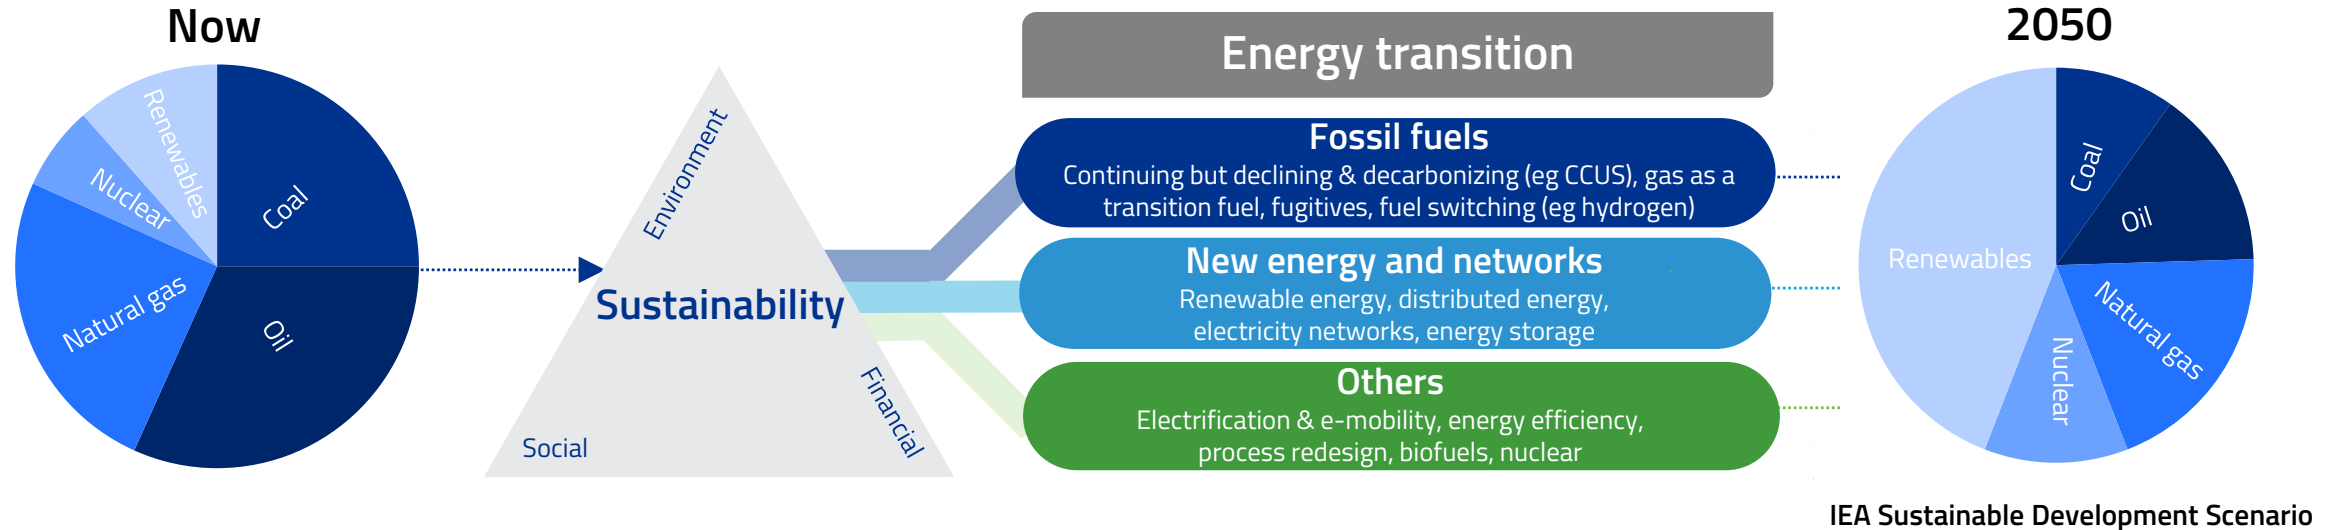 Now
Renewables
Nuclear
Natural gas
Coal
Oil
Environment
Sustainability
Social
Financial
Energy transition
Fossil fuels
Continuing but declining & decarbonizing (eg CCUS), gas as a
transition fuel, fugitives, fuel switching (eg hydrogen)
New energy and networks
Renewable energy, distributed energy,
electricity networks, energy storage
Others
Electrification & e-mobility, energy efficiency,
process redesign, biofuels, nuclear
2050
Coal
Oil
Renewables
Natural gas
Nuclear
IEA Sustainable Development Scenario